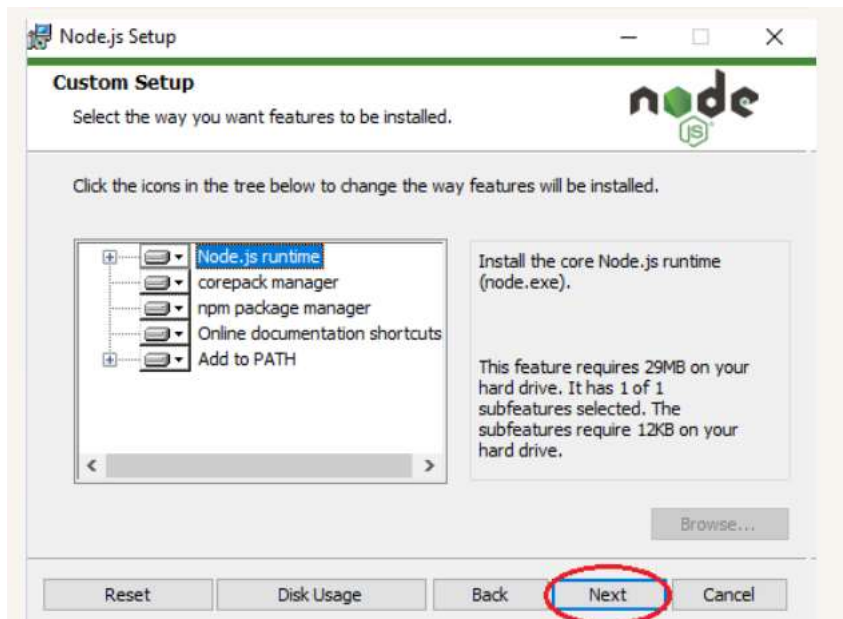 Node.js Setup
Custom Setup
Select the way you want features to be installed.
node
JS
Click the icons in the tree below to change the way features will be installed.
Node.js runtime
corepack manager
npm package manager
Online documentation shortcuts
Add to PATH
Install the core Node.js runtime
(node.exe).
This feature requires 29MB on your
hard drive. It has 1 of 1
subfeatures selected. The
subfeatures require 12KB on your
hard drive.
Browse...
Reset Disk Usage Back Next Cancel